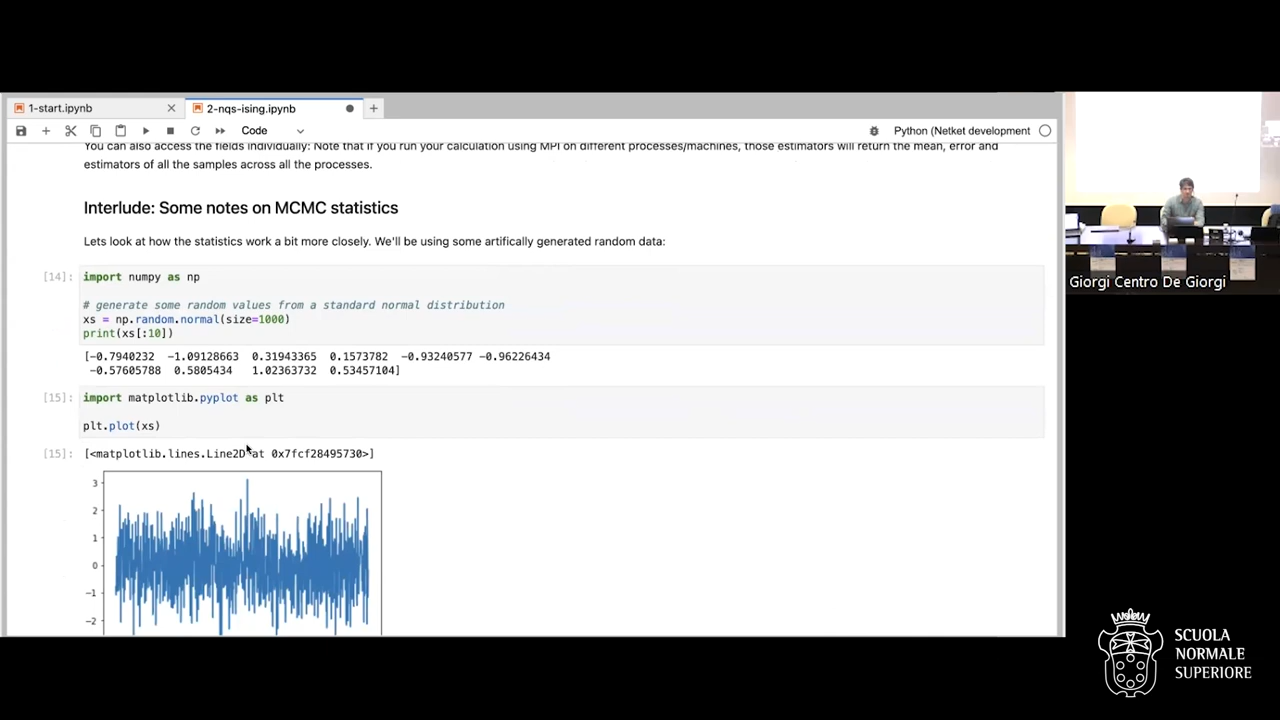 1-start.ipynb
2-nqs-ising.ipynb
Code
Python (Netket development
You can also access the fields individually: Note that if you run your calculation using MPI on different processes/machines, those estimators will return the mean, error and
estimators of all the samples across all the processes.
Interlude: Some notes on MCMC statistics
Lets look at how the statistics work a bit more closely. We'll be using some artifically generated random data:
[14]: import numpy as np
# generate some random values from a standard normal distribution
xs = np.random.normal(size=1000)
print(xs[:10])
[-0.7940232 -1.09128663 0.31943365 0.1573782 -0.93240577 -0.96226434
-0.57605788 0.5805434 1.02363732 0.53457104]
[15]: import matplotlib.pyplot as plt
plt.plot(xs)
[15]: [<matplotlib.lines.Line2D at 0x7fcf28495730>]
3
2
1
0
-1
-2
Giorgi Centro De Giorgi
SCUOLA
NORMALE
SUPERIORE